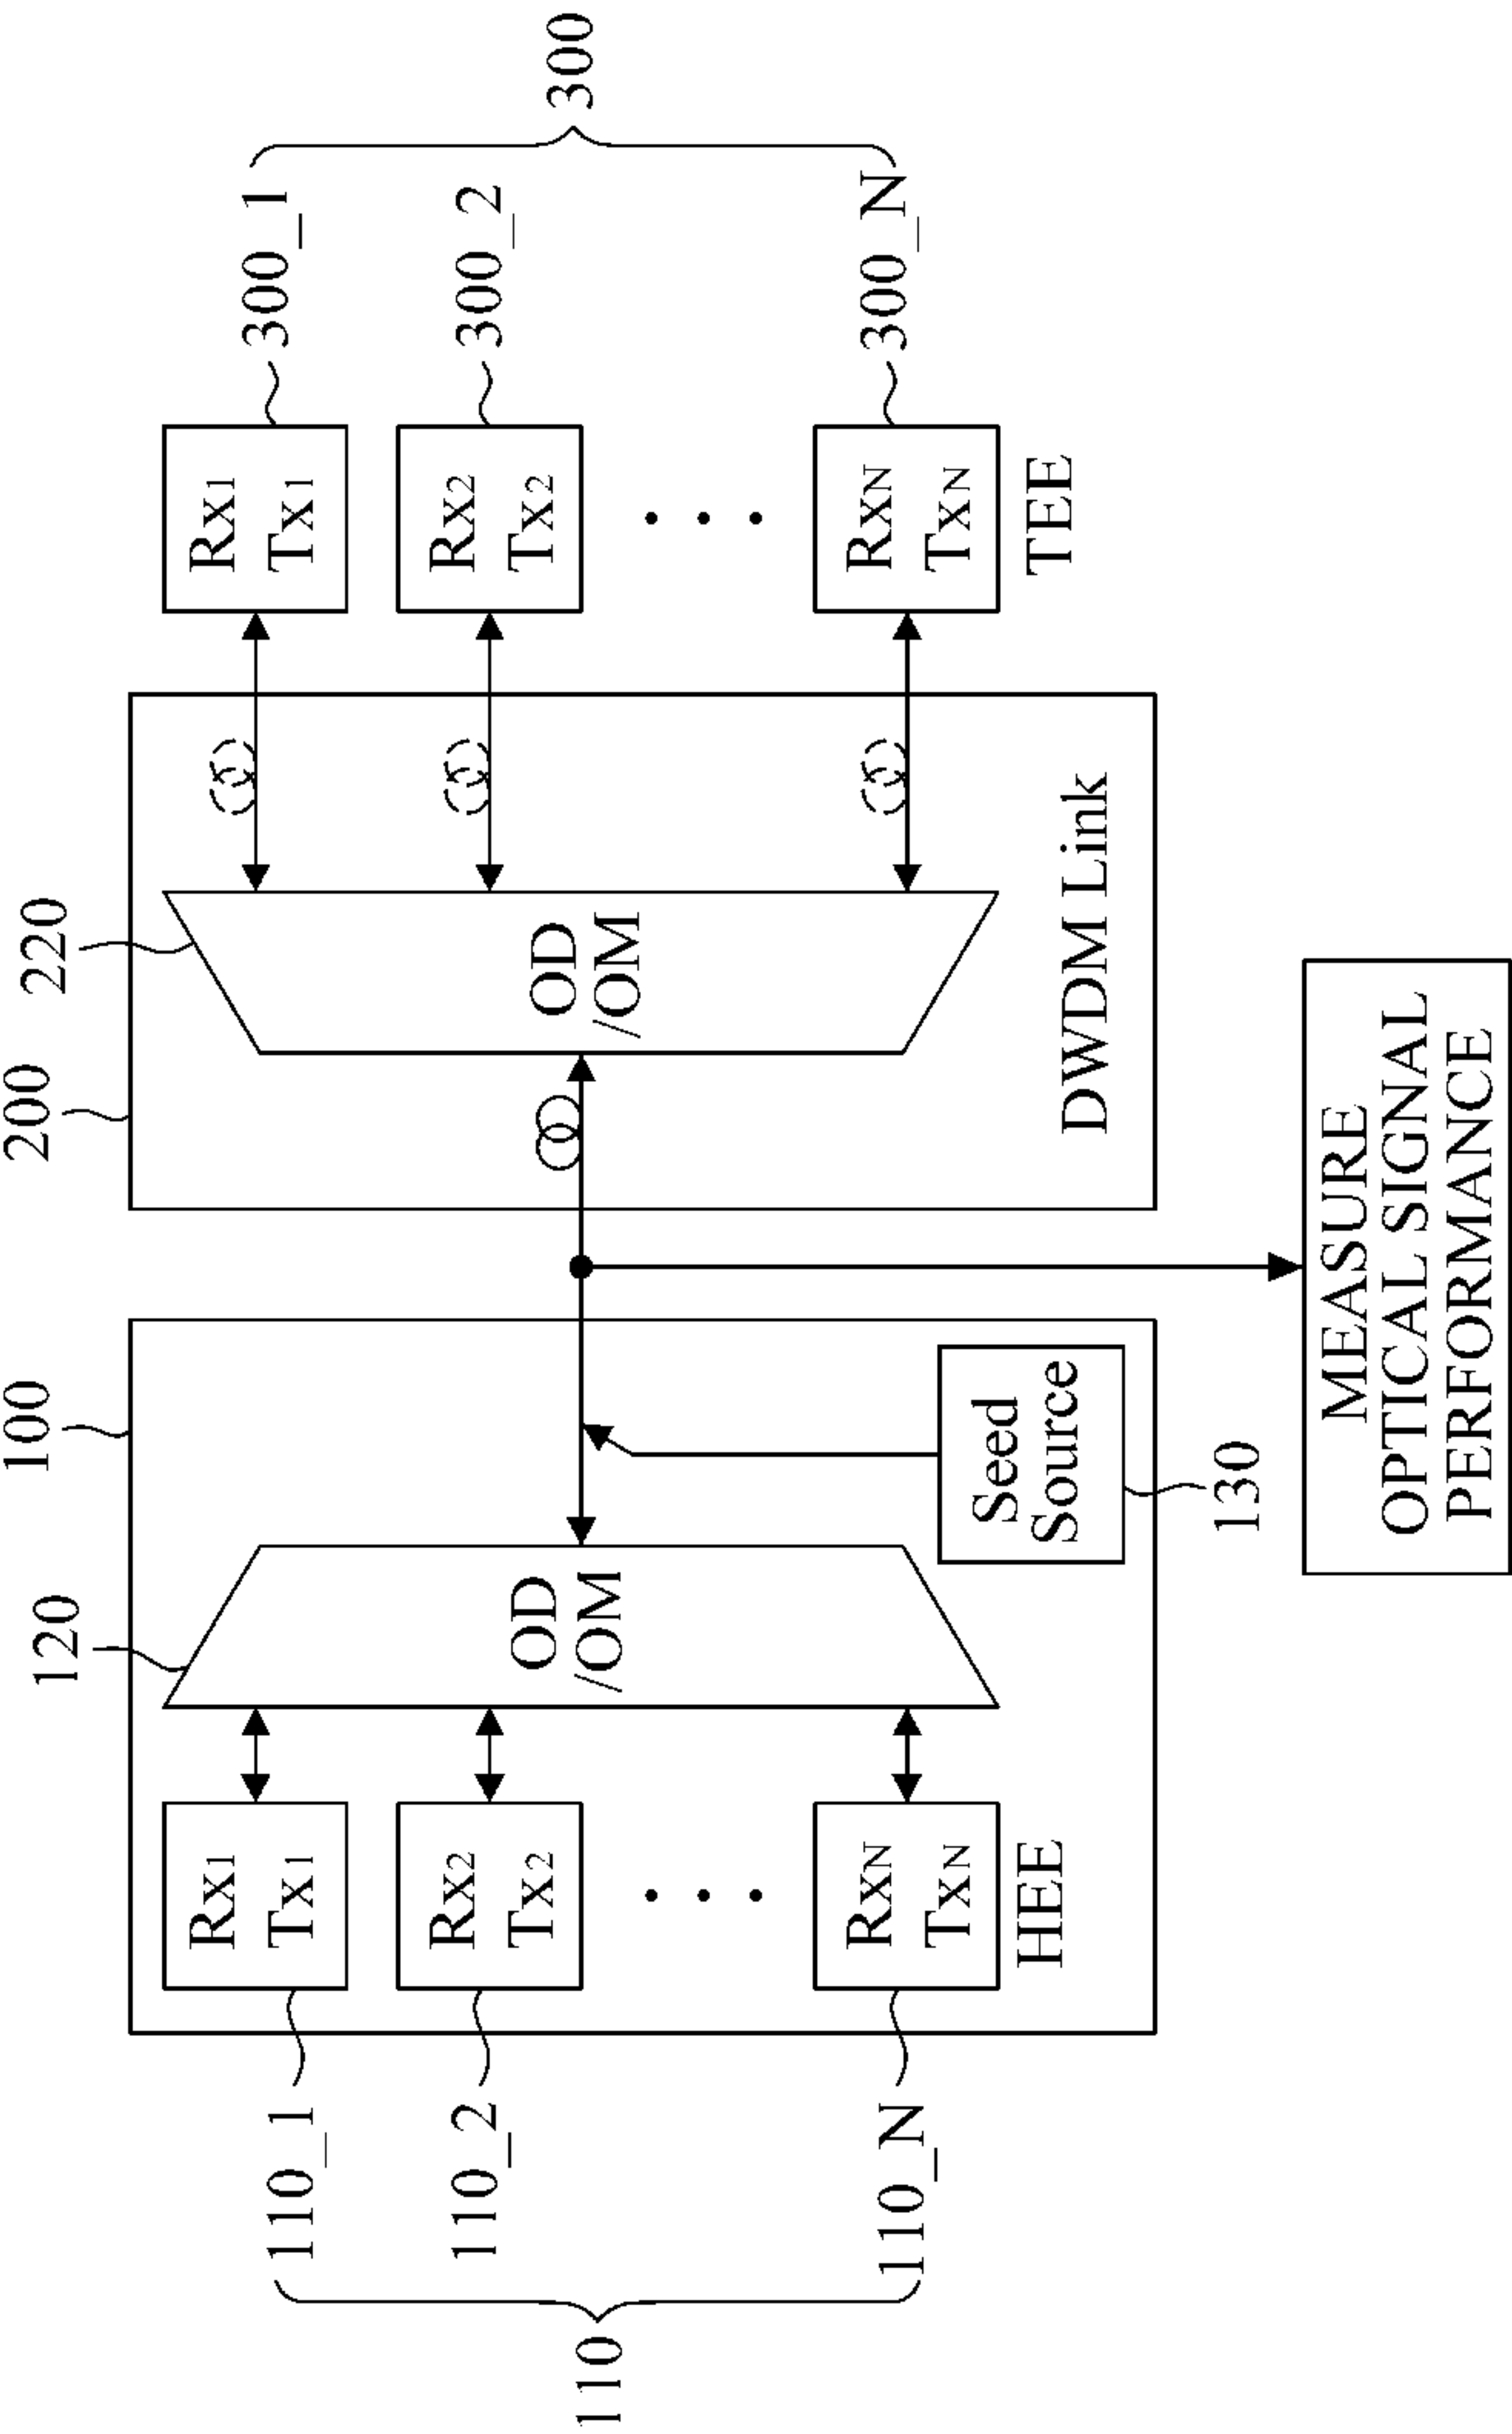 100
200
120
220
110
110_1
110_2
110_N
Rx1
Tx1
Rx2
Tx2
. . .
RxN
TxN
HEE
OD
/OM
Seed
Source
130
OD
/OM
DWDM Link
Rx1
Tx1
Rx2
Tx2
. . .
RxN
TxN
TEE
300_1
300_2
300_N
300
MEASURE
OPTICAL SIGNAL
PERFORMANCE